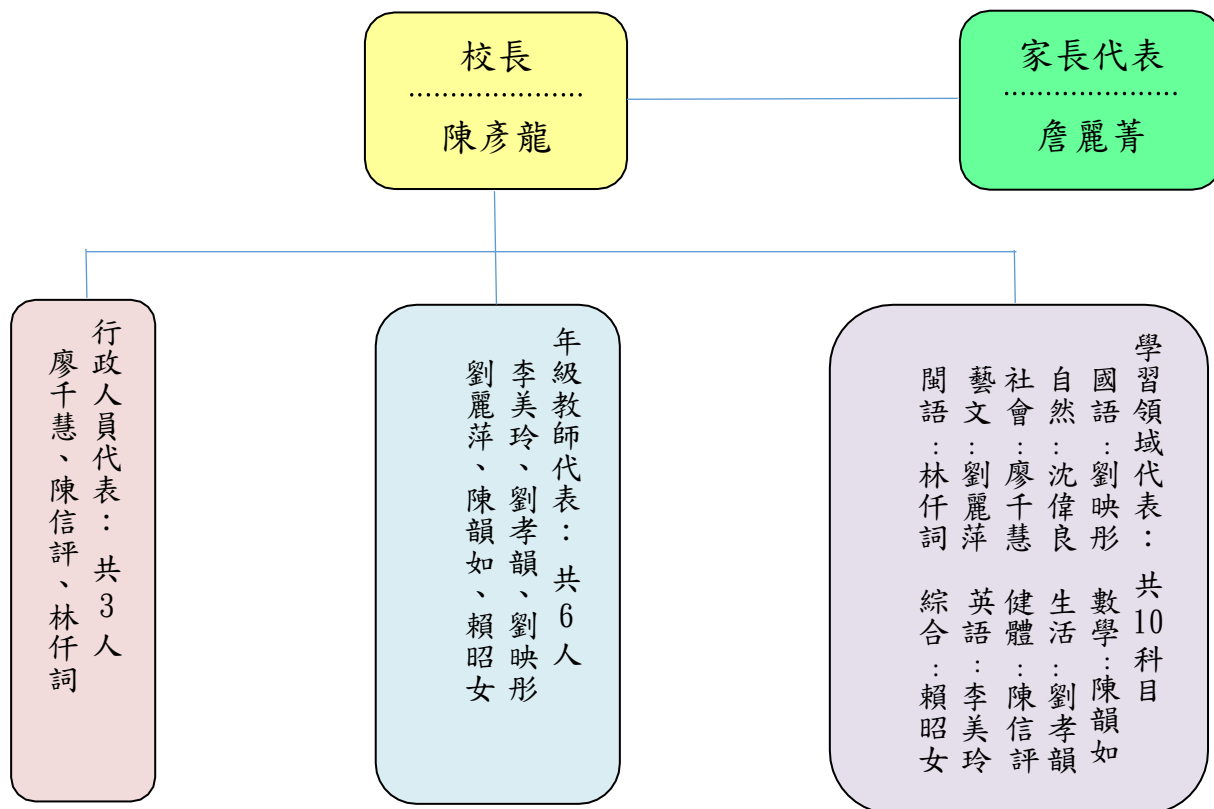 校長
陳彥龍
家長代表
詹麗菁
行政人員代表：共3人
廖千慧、陳信評、林仟詞
年級教師代表：共6人
李美玲、劉孝韻、劉映彤
劉麗萍、陳韻如、賴昭女
學習領域代表：共10科目
國語：劉映彤　數學：陳韻如
自然：沈偉良　生活：劉孝韻
社會：廖千慧　健體：陳信評
藝文：劉麗萍　英語：李美玲
閩語：林仟詞　綜合：賴昭女